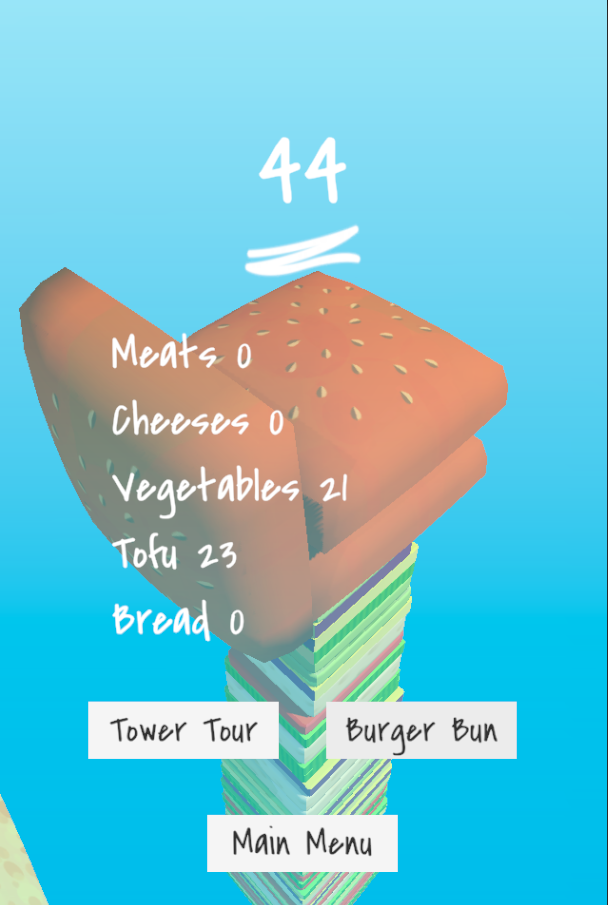 44
Meats 0
Cheeses 0
Vegetables 21
Tofu 23
Bread 0
Tower Tour
Burger Bun
Main Menu